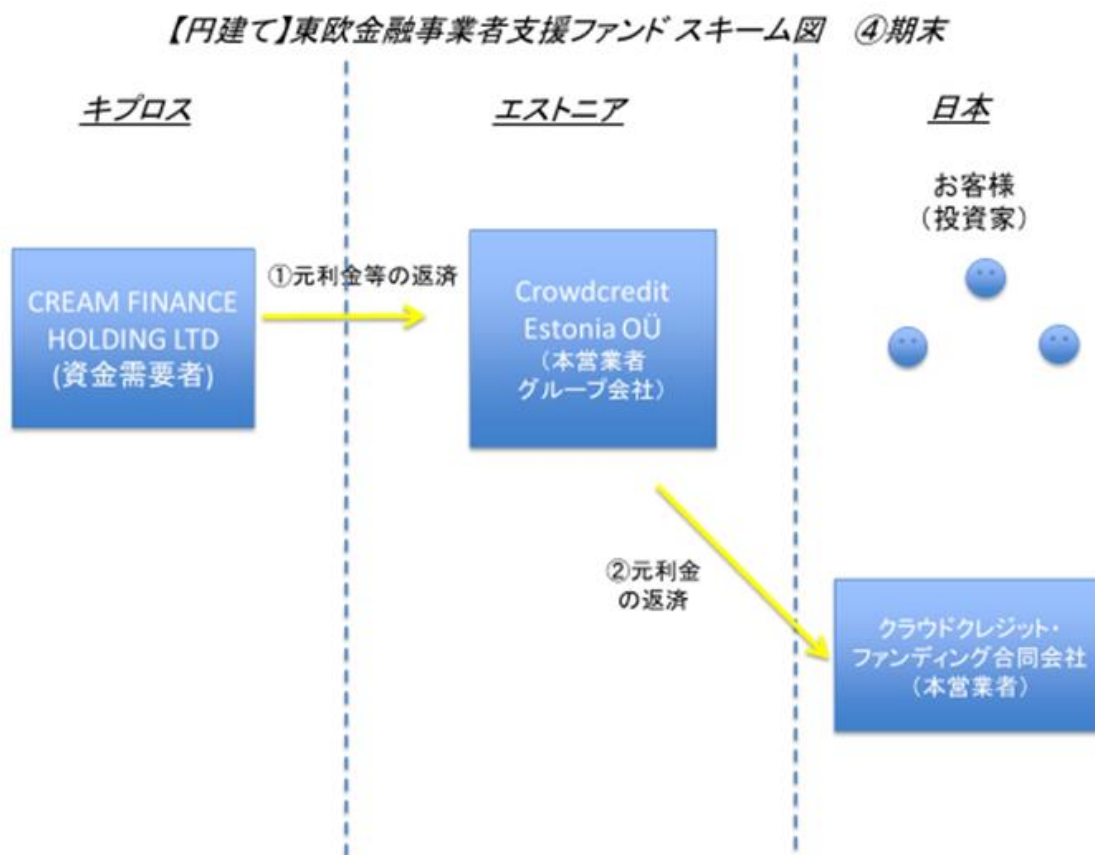 【円建て】東欧金融事業者支援ファンド スキーム図　④期末
キプロス
エストニア
日本
お客様
（投資家）
CREAM FINANCE
HOLDING LTD
(資金需要者)
①元利金等の返済
Crowdcredit
Estonia OÜ
（本営業者
グループ会社）
②元利金
の返済
クラウドクレジット・
ファンディング合同会社
（本営業者）